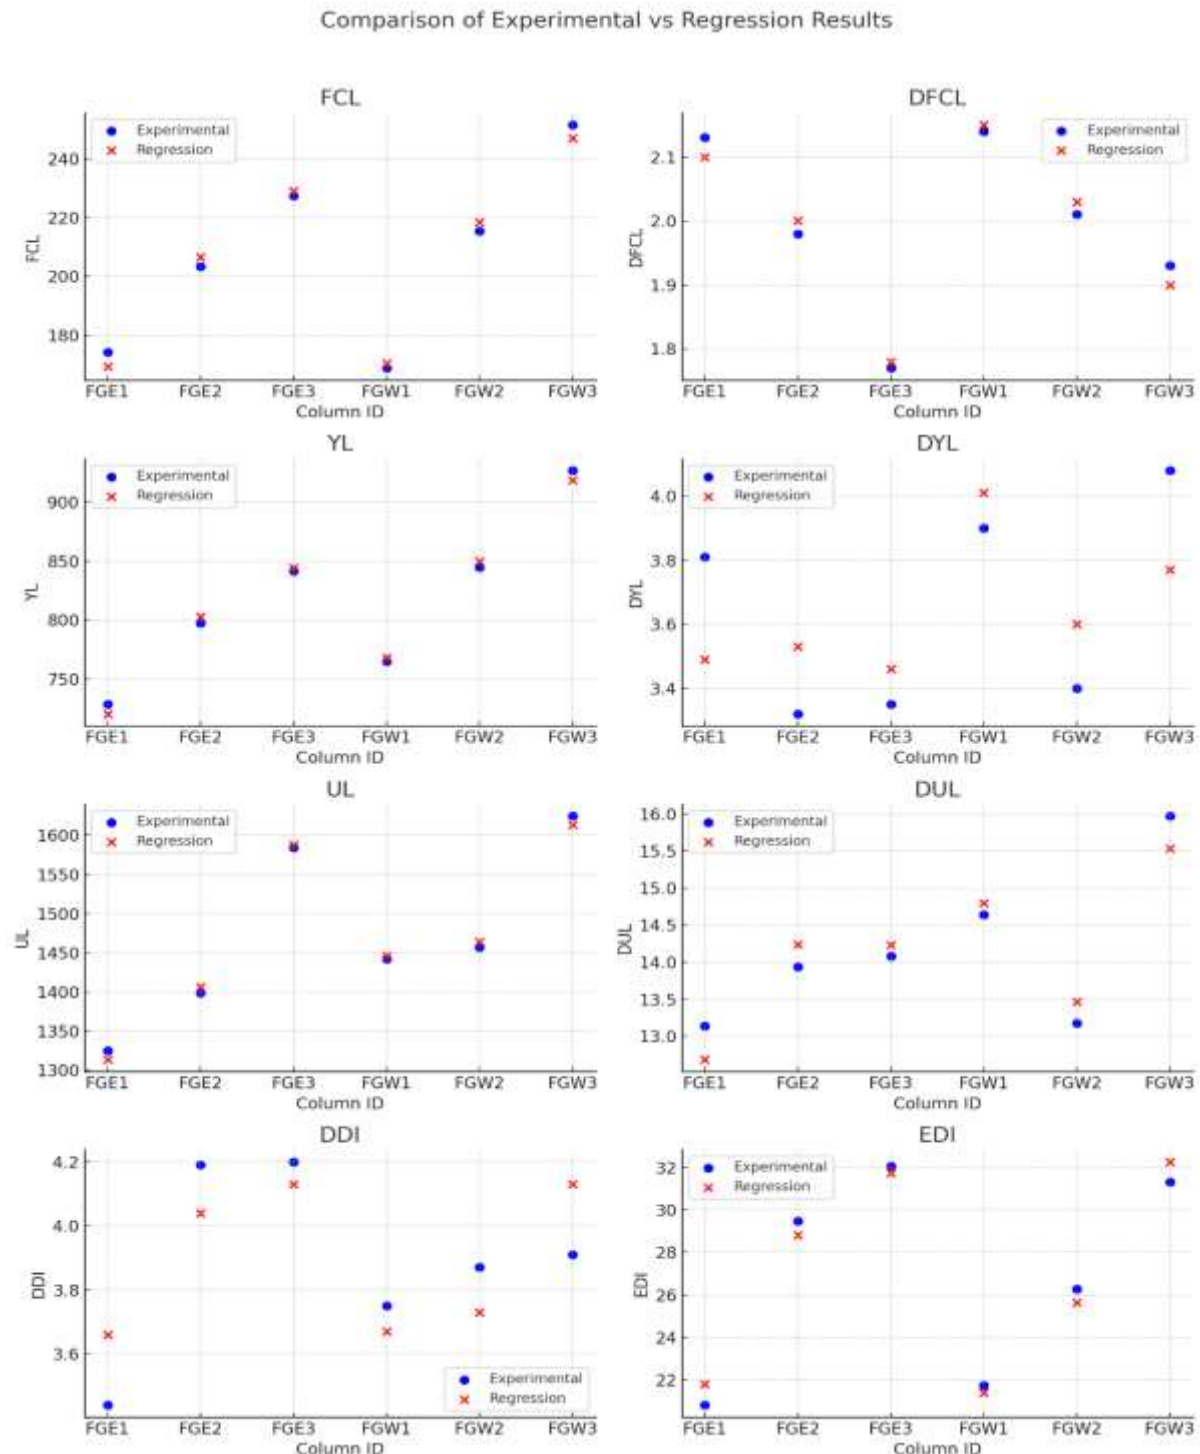 Comparison of Experimental vs Regression Results
FCL
Experimental
Regression
FCL
240
220
200
180
FGE1 FGE2 FGE3 FGW1 FGW2 FGW3
Column ID
DFCL
Experimental
Regression
DFCL
2.1
2.0
1.9
1.8
FGE1 FGE2 FGE3 FGW1 FGW2 FGW3
Column ID
YL
Experimental
Regression
YL
900
850
800
750
FGE1 FGE2 FGE3 FGW1 FGW2 FGW3
Column ID
DYL
Experimental
Regression
DYL
4.0
3.8
3.6
3.4
FGE1 FGE2 FGE3 FGW1 FGW2 FGW3
Column ID
UL
Experimental
Regression
UL
1600
1550
1500
1450
1400
1350
1300
FGE1 FGE2 FGE3 FGW1 FGW2 FGW3
Column ID
DUL
Experimental
Regression
DUL
16.0
15.5
15.0
14.5
14.0
13.5
13.0
FGE1 FGE2 FGE3 FGW1 FGW2 FGW3
Column ID
DDI
DDI
4.2
4.0
3.8
3.6
Experimental
Regression
FGE1 FGE2 FGE3 FGW1 FGW2 FGW3
Column ID
EDI
Experimental
Regression
EDI
32
30
28
26
24
22
FGE1 FGE2 FGE3 FGW1 FGW2 FGW3
Column ID